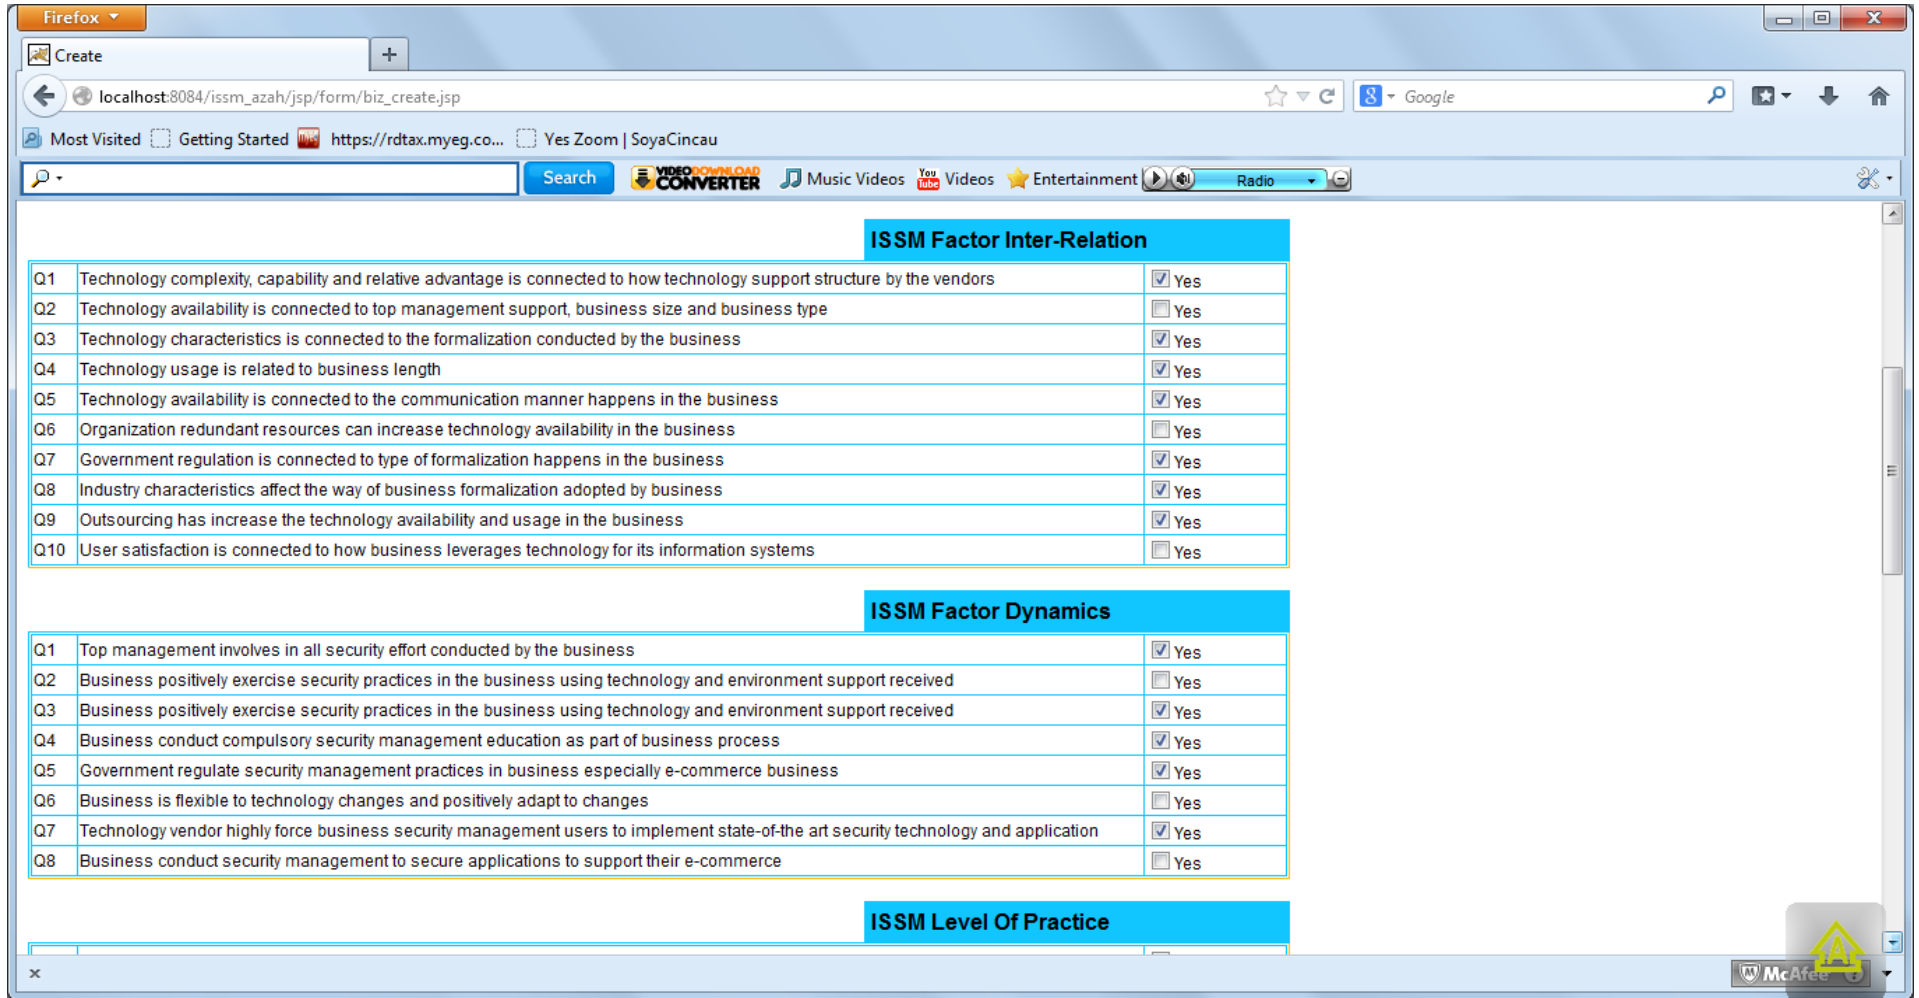 Firefox
Create
localhost:8084/issm_azah/jsp/form/biz_create.jsp
Google
Most Visited Getting Started https://rdtax.myeg.co... Yes Zoom | SoyaCincau
Search VIDEO DOWNLOAD CONVERTER Music Videos You Tube Videos Entertainment Radio
ISSM Factor Inter-Relation
Q1 Technology complexity, capability and relative advantage is connected to how technology support structure by the vendors Yes
Q2 Technology availability is connected to top management support, business size and business type Yes
Q3 Technology characteristics is connected to the formalization conducted by the business Yes
Q4 Technology usage is related to business length Yes
Q5 Technology availability is connected to the communication manner happens in the business Yes
Q6 Organization redundant resources can increase technology availability in the business Yes
Q7 Government regulation is connected to type of formalization happens in the business Yes
Q8 Industry characteristics affect the way of business formalization adopted by business Yes
Q9 Outsourcing has increase the technology availability and usage in the business Yes
Q10 User satisfaction is connected to how business leverages technology for its information systems Yes
ISSM Factor Dynamics
Q1 Top management involves in all security effort conducted by the business Yes
Q2 Business positively exercise security practices in the business using technology and environment support received Yes
Q3 Business positively exercise security practices in the business using technology and environment support received Yes
Q4 Business conduct compulsory security management education as part of business process Yes
Q5 Government regulate security management practices in business especially e-commerce business Yes
Q6 Business is flexible to technology changes and positively adapt to changes Yes
Q7 Technology vendor highly force business security management users to implement state-of-the art security technology and application Yes
Q8 Business conduct security management to secure applications to support their e-commerce Yes
ISSM Level Of Practice
McAfee